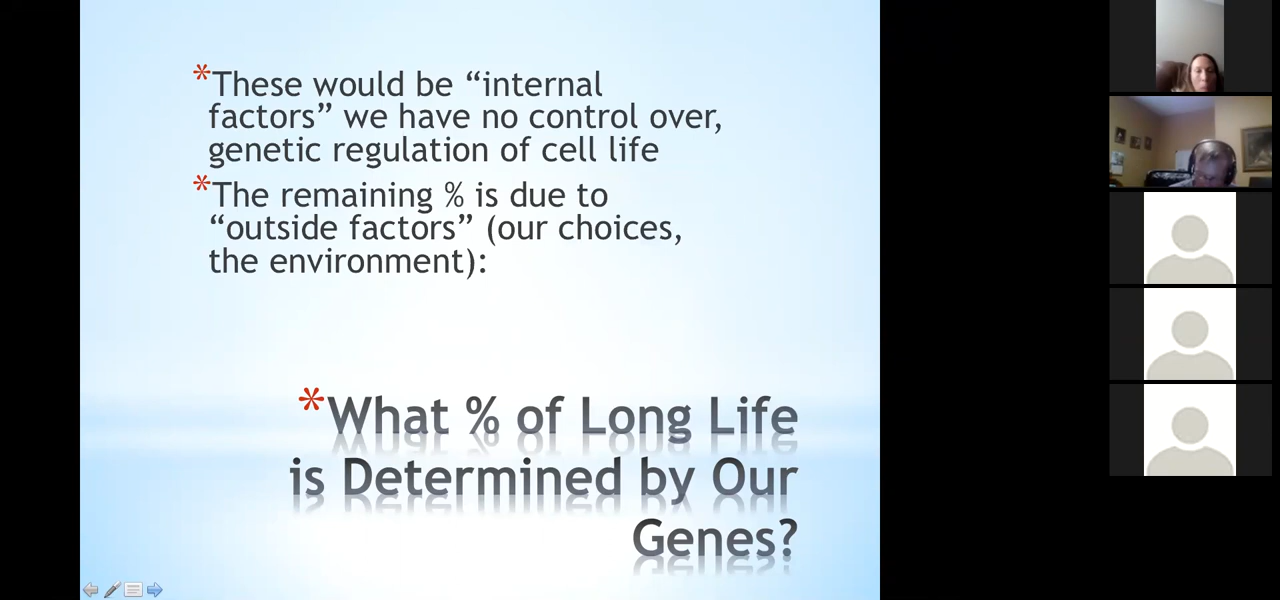 *These would be “internal
factors” we have no control over,
genetic regulation of cell life
*The remaining % is due to
“outside factors” (our choices,
the environment):
*What % of Long Life
is Determined by Our
Genes?